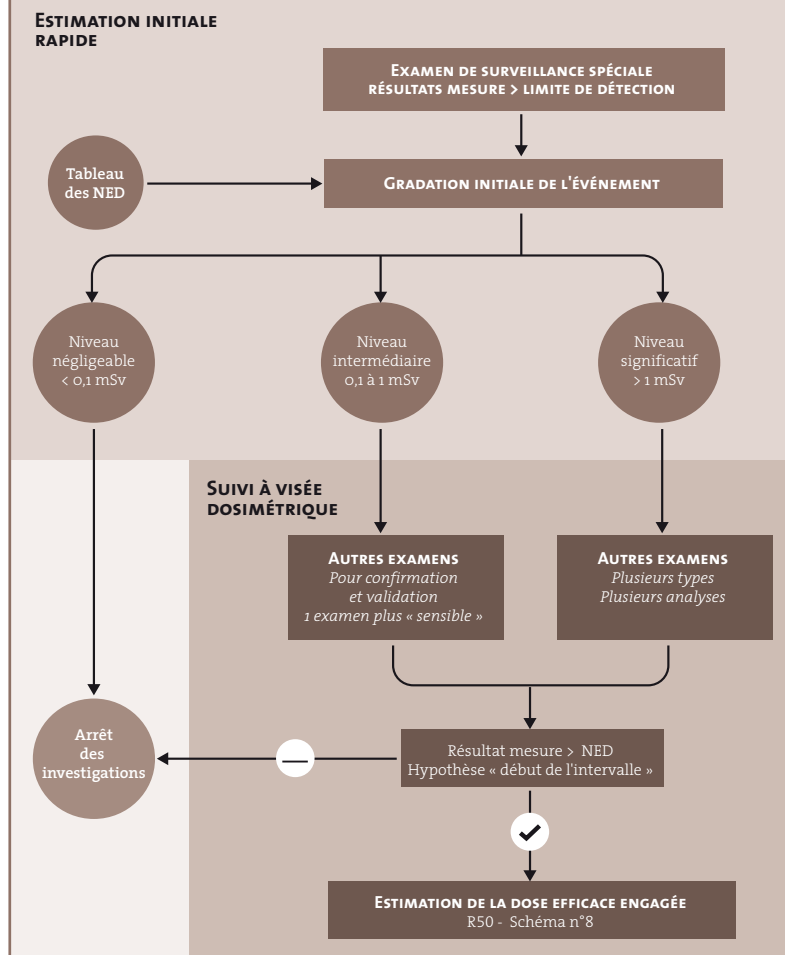 Estimation initiale
rapide
Examen de surveillance spéciale
résultats mesure > limite de détection
Tableau
des NED
Gradation initiale de l'événement
Niveau
négligeable
< 0,1 mSv
Niveau
intermédiaire
0,1 à 1 mSv
Niveau
significatif
> 1 mSv
Suivi à visée
dosimétrique
Autres examens
Pour confirmation
et validation
1 examen plus « sensible »
Autres examens
Plusieurs types
Plusieurs analyses
Arrêt
des
investigations
Résultat mesure > NED
Hypothèse « début de l'intervalle »
Estimation de la dose efficace engagée
R50 - Schéma n°8